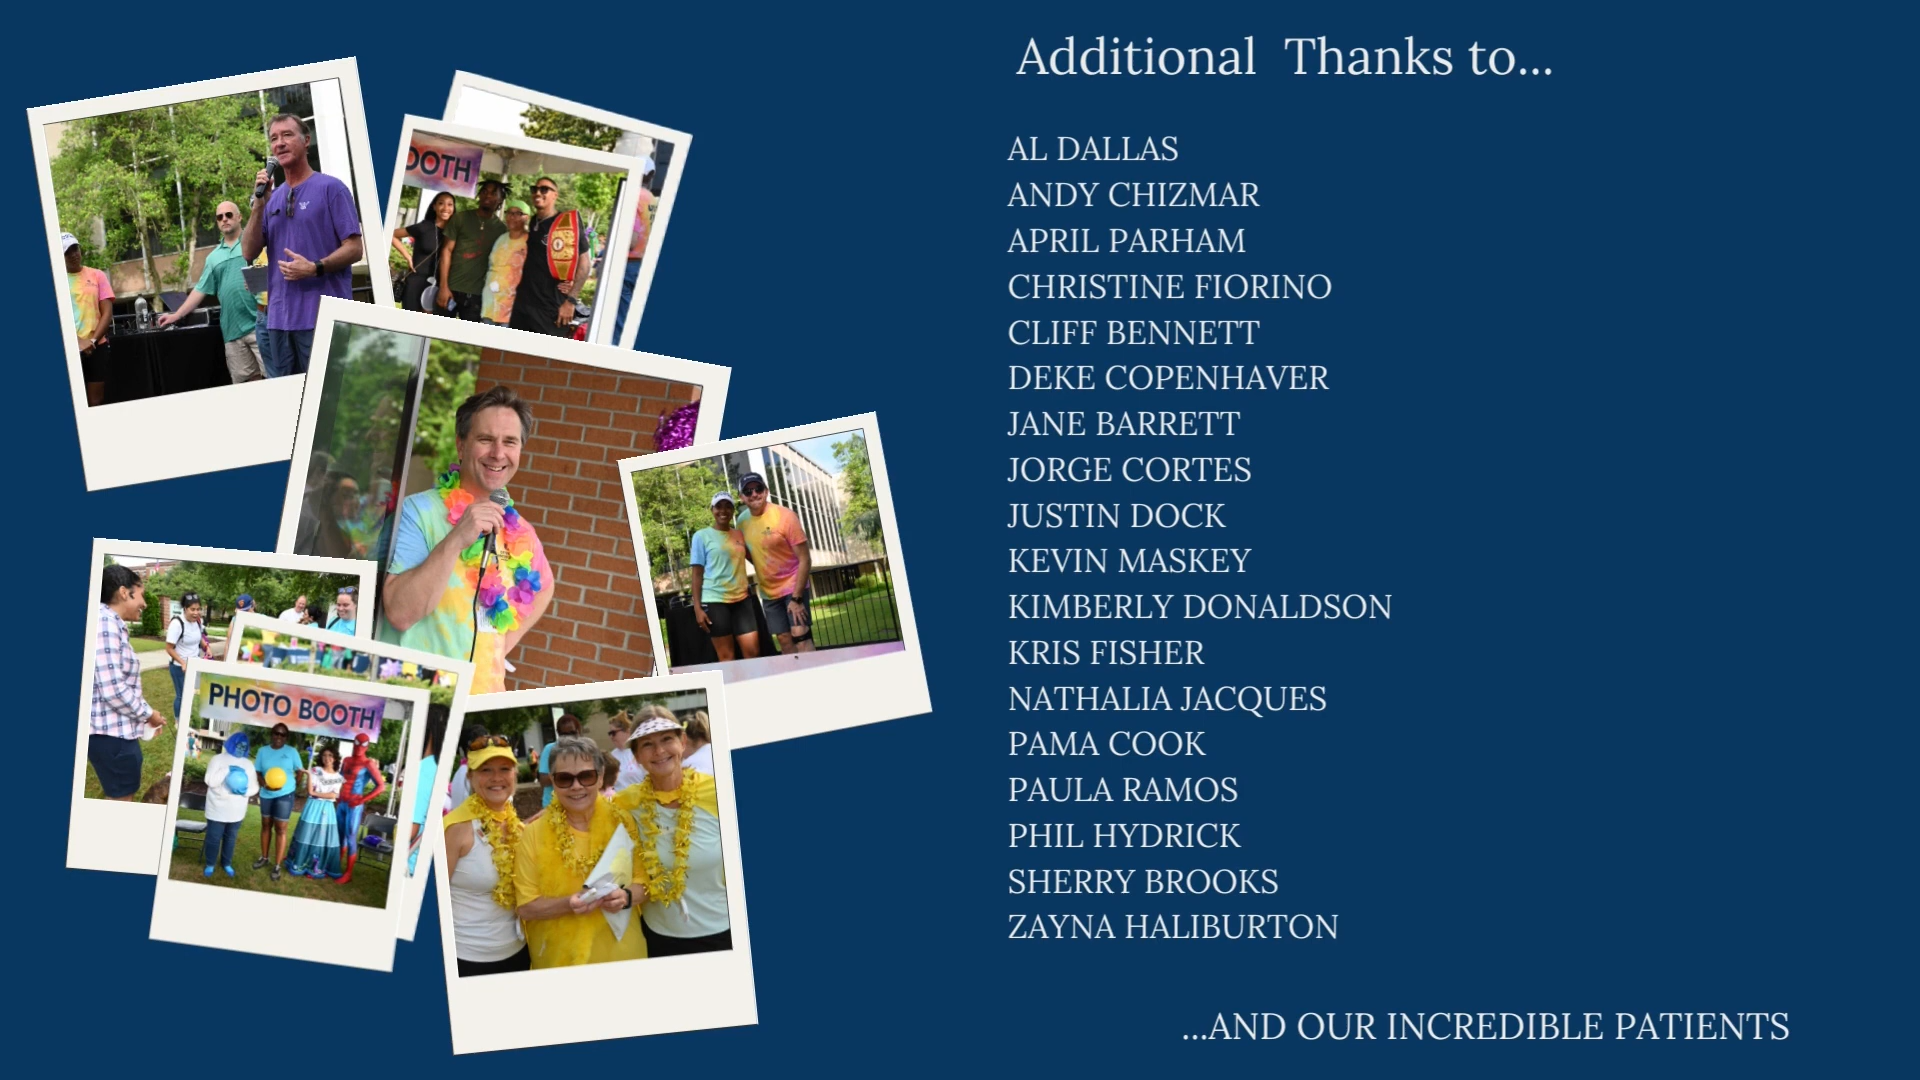 Additional Thanks to...
AL DALLAS
ANDY CHIZMAR
APRIL PARHAM
CHRISTINE FIORINO
CLIFF BENNETT
DEKE COPENHAVER
JANE BARRETT
JORGE CORTES
JUSTIN DOCK
KEVIN MASKEY
KIMBERLY DONALDSON
KRIS FISHER
NATHALIA JACQUES
PAMA COOK
PAULA RAMOS
PHIL HYDRICK
SHERRY BROOKS
ZAYNA HALIBURTON
...AND OUR INCREDIBLE PATIENTS
OOTH
PHOTO BOOTH